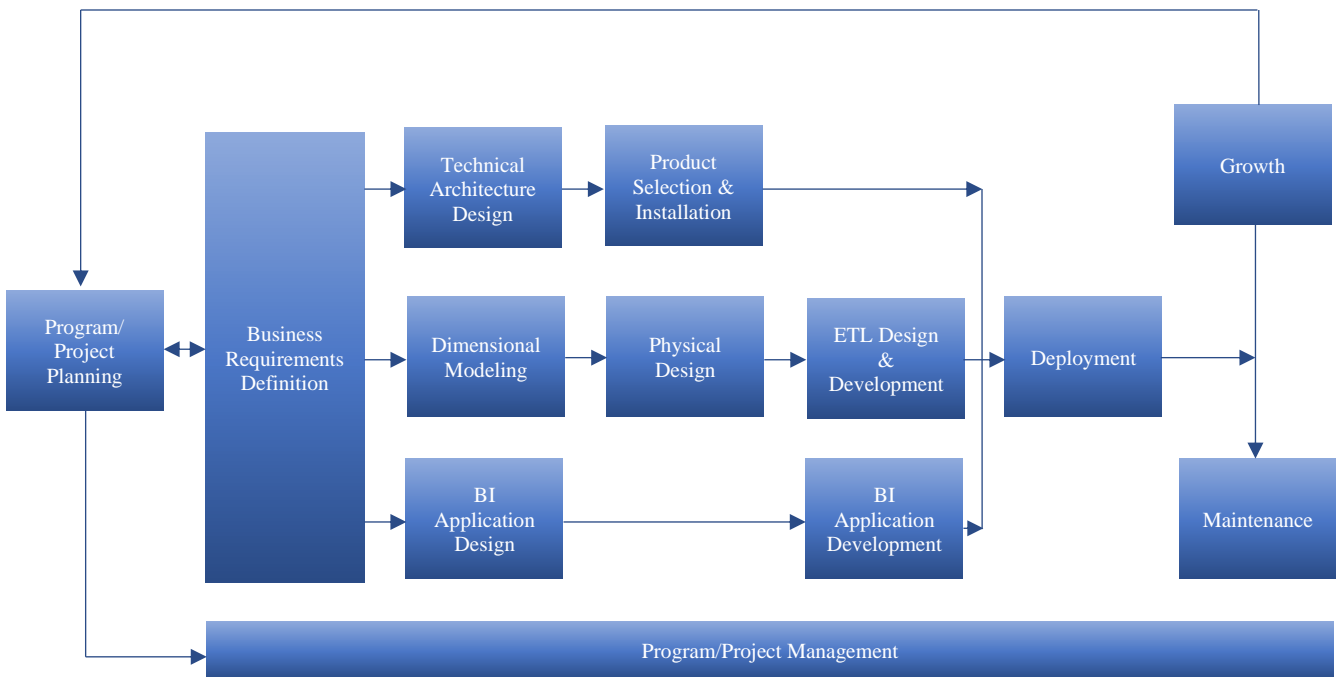 Growth
Technical
Architecture
Design
Product
Selection &
Installation
Program/
Project
Planning
Business
Requirements
Definition
Dimensional
Modeling
Physical
Design
ETL Design
&
Development
Deployment
BI
Application
Design
BI
Application
Development
Maintenance
Program/Project Management